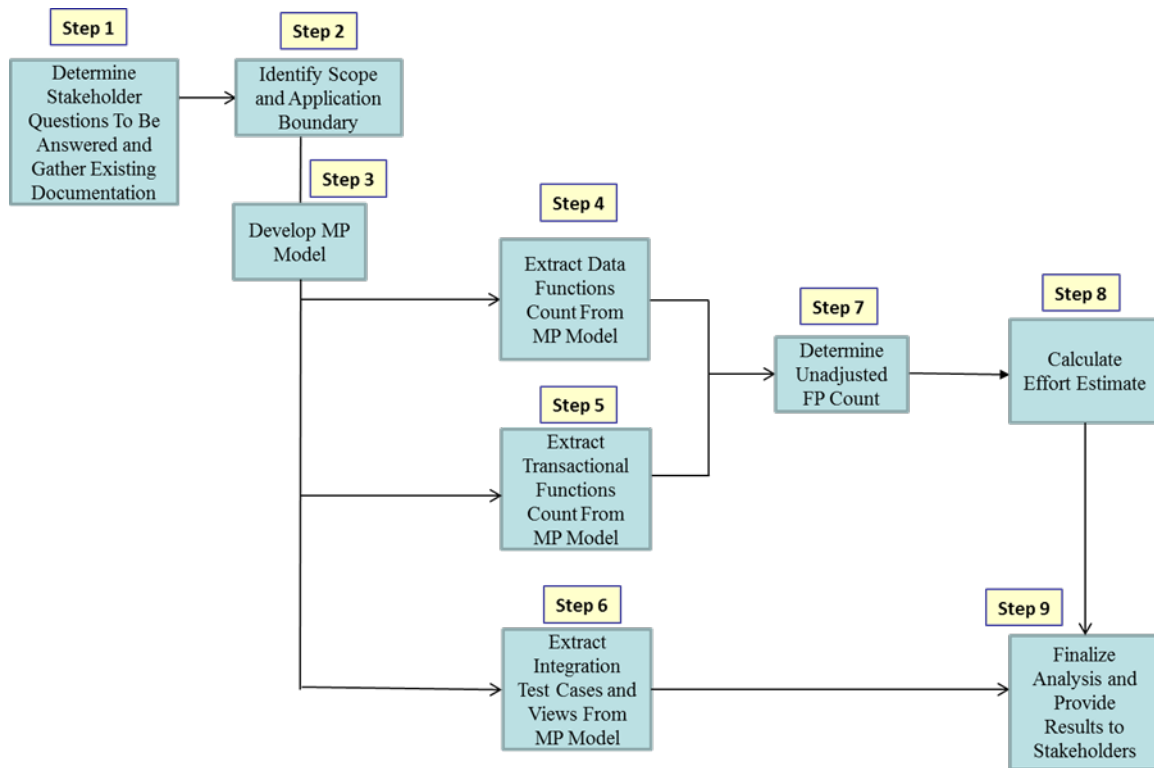 Step 1
Determine
Stakeholder
Questions To Be
Answered and
Gather Existing
Documentation
Step 2
Identify Scope
and Application
Boundary
Step 3
Develop MP
Model
Step 4
Extract Data
Functions
Count From
MP Model
Step 5
Extract
Transactional
Functions
Count From
MP Model
Step 6
Extract
Integration
Test Cases and
Views From
MP Model
Step 7
Determine
Unadjusted
FP Count
Step 8
Calculate
Effort Estimate
Step 9
Finalize
Analysis and
Provide
Results to
Stakeholders